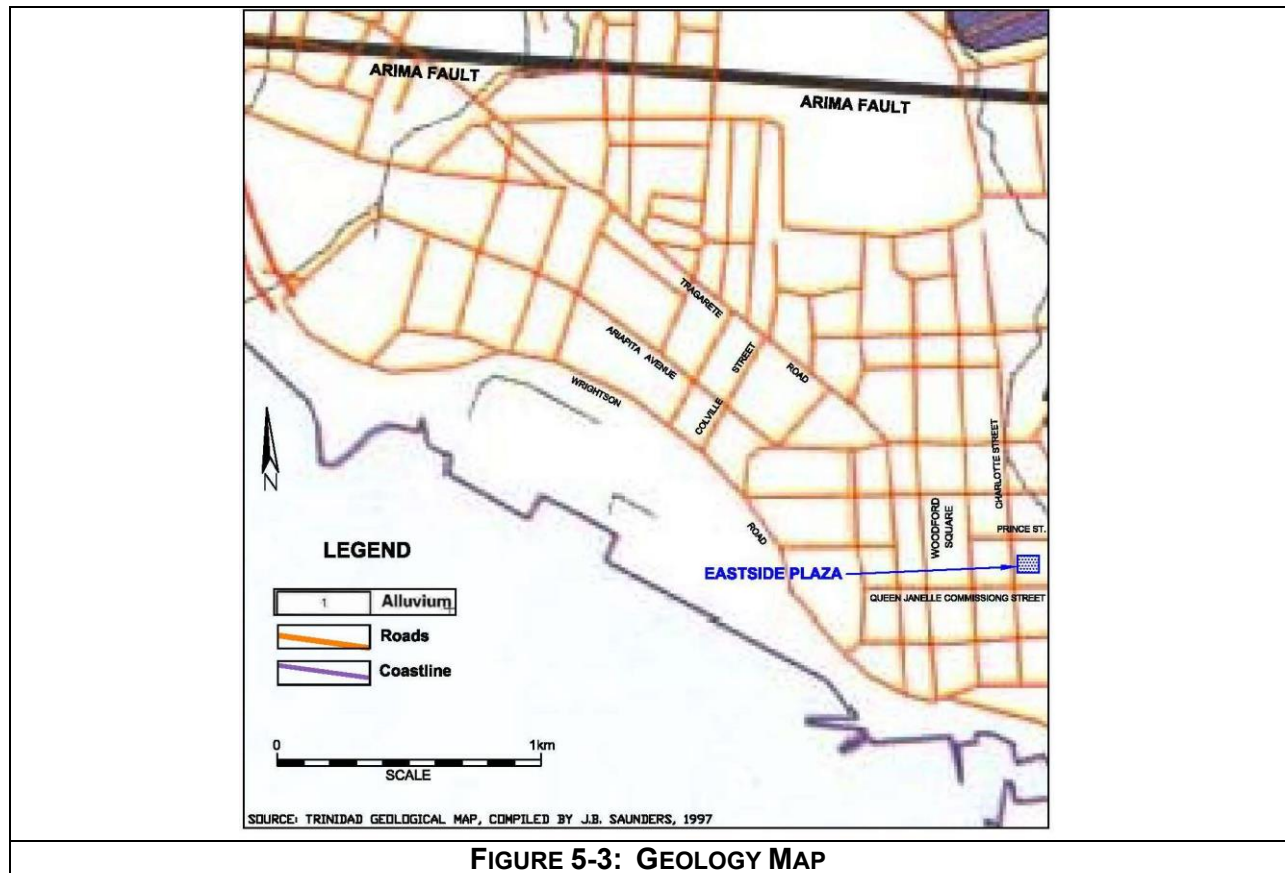 ARIMA FAULT
ARIMA FAULT
TRAGARETE
ROAD
ARIAPITA AVENUE
COLVILLE
STREET
WRIGHTSON
ROAD
CHARLOTTE STREET
WOODFORD
SQUARE
PRINCE ST.
EASTSIDE PLAZA
QUEEN JANELLE COMMISSIONG STREET
N
LEGEND
1 Alluvium
Roads
Coastline
0 1km
SCALE
SOURCE: TRINIDAD GEOLOGICAL MAP, COMPILED BY J.B. SAUNDERS, 1997
FIGURE 5-3: GEOLOGY MAP